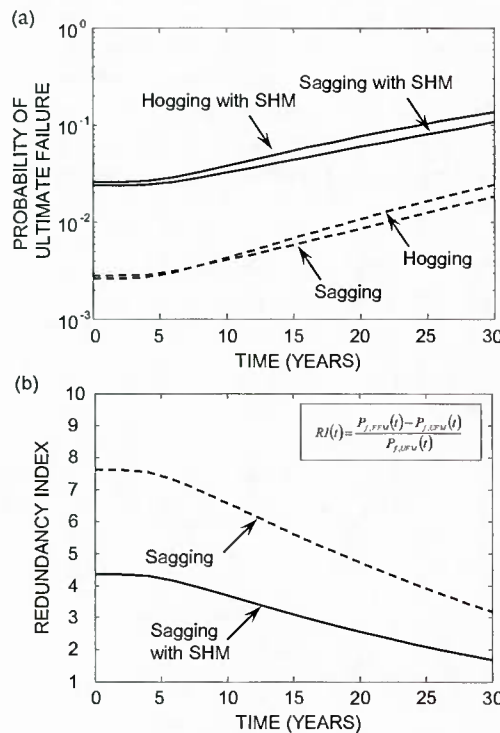 (a)
10^0
10^-1
10^-2
10^-3
PROBABILITY OF
ULTIMATE FAILURE
Hogging with SHM
Sagging with SHM
Hogging
Sagging
0 5 10 15 20 25 30
TIME (YEARS)
(b)
10
9
8
7
6
5
4
3
2
1
REDUNDANCY INDEX
RI(t) = (P_{f,FFM}(t) − P_{f,UFM}(t)) / P_{f,UFM}(t)
Sagging
Sagging
with SHM
0 5 10 15 20 25 30
TIME (YEARS)